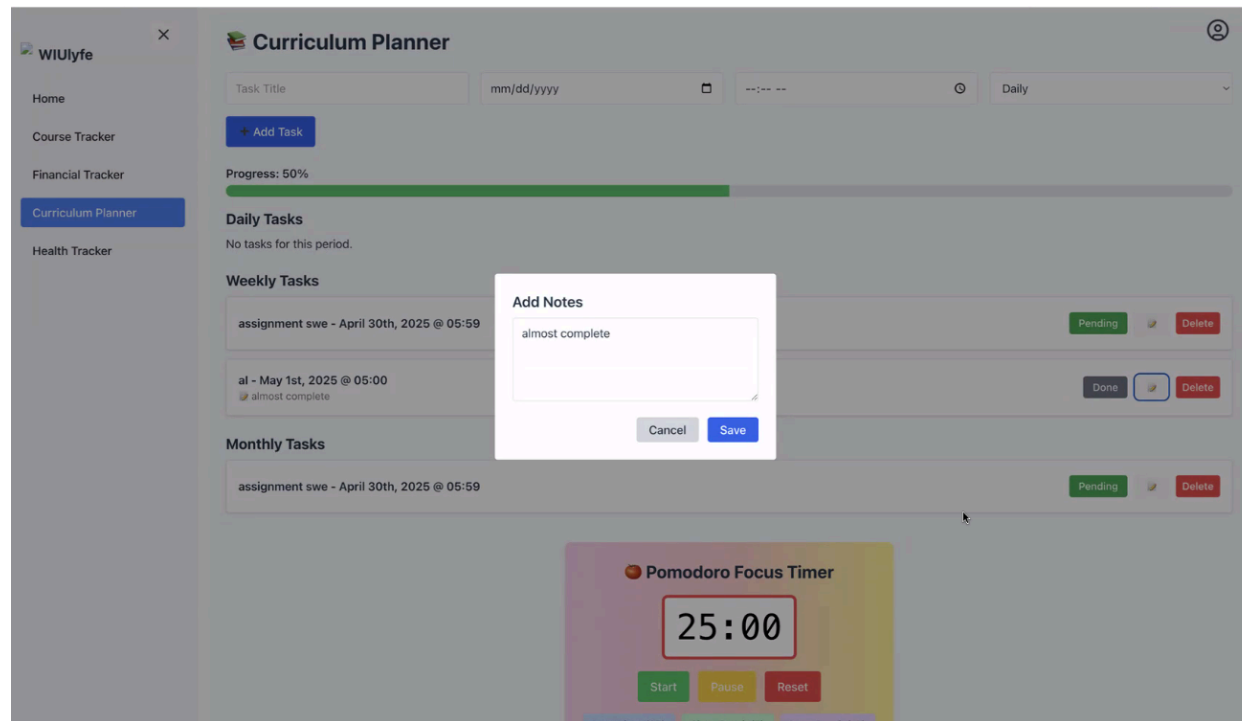 WIUlyfe
Home
Course Tracker
Financial Tracker
Curriculum Planner
Health Tracker
📚 Curriculum Planner
Task Title
mm/dd/yyyy
--:-- --
Daily
+ Add Task
Progress: 50%
Daily Tasks
No tasks for this period.
Weekly Tasks
assignment swe - April 30th, 2025 @ 05:59
Pending
Delete
al - May 1st, 2025 @ 05:00
📝 almost complete
Done
Delete
Add Notes
almost complete
Cancel
Save
Monthly Tasks
assignment swe - April 30th, 2025 @ 05:59
Pending
Delete
🍅 Pomodoro Focus Timer
25:00
Start
Pause
Reset